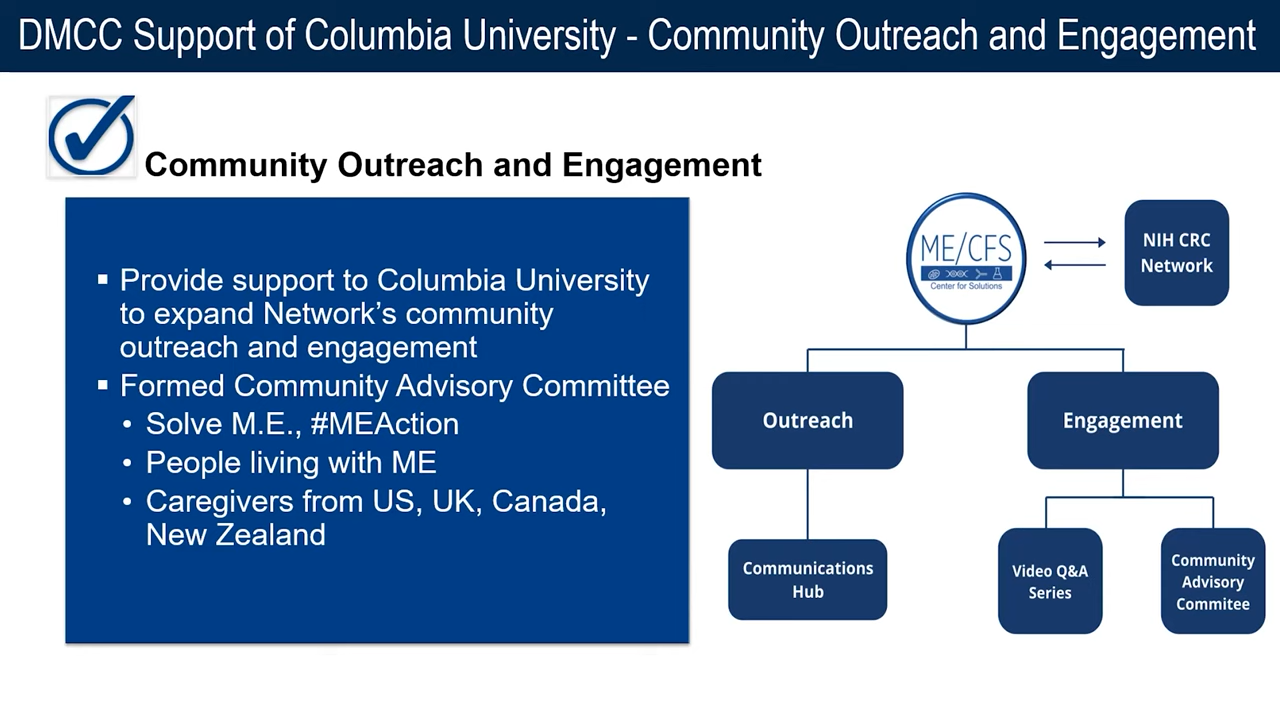 DMCC Support of Columbia University - Community Outreach and Engagement
Community Outreach and Engagement
▪ Provide support to Columbia University
to expand Network’s community
outreach and engagement
▪ Formed Community Advisory Committee
• Solve M.E., #MEAction
• People living with ME
• Caregivers from US, UK, Canada,
New Zealand
ME/CFS
Center for Solutions
NIH CRC
Network
Outreach
Engagement
Communications
Hub
Video Q&A
Series
Community
Advisory
Commitee